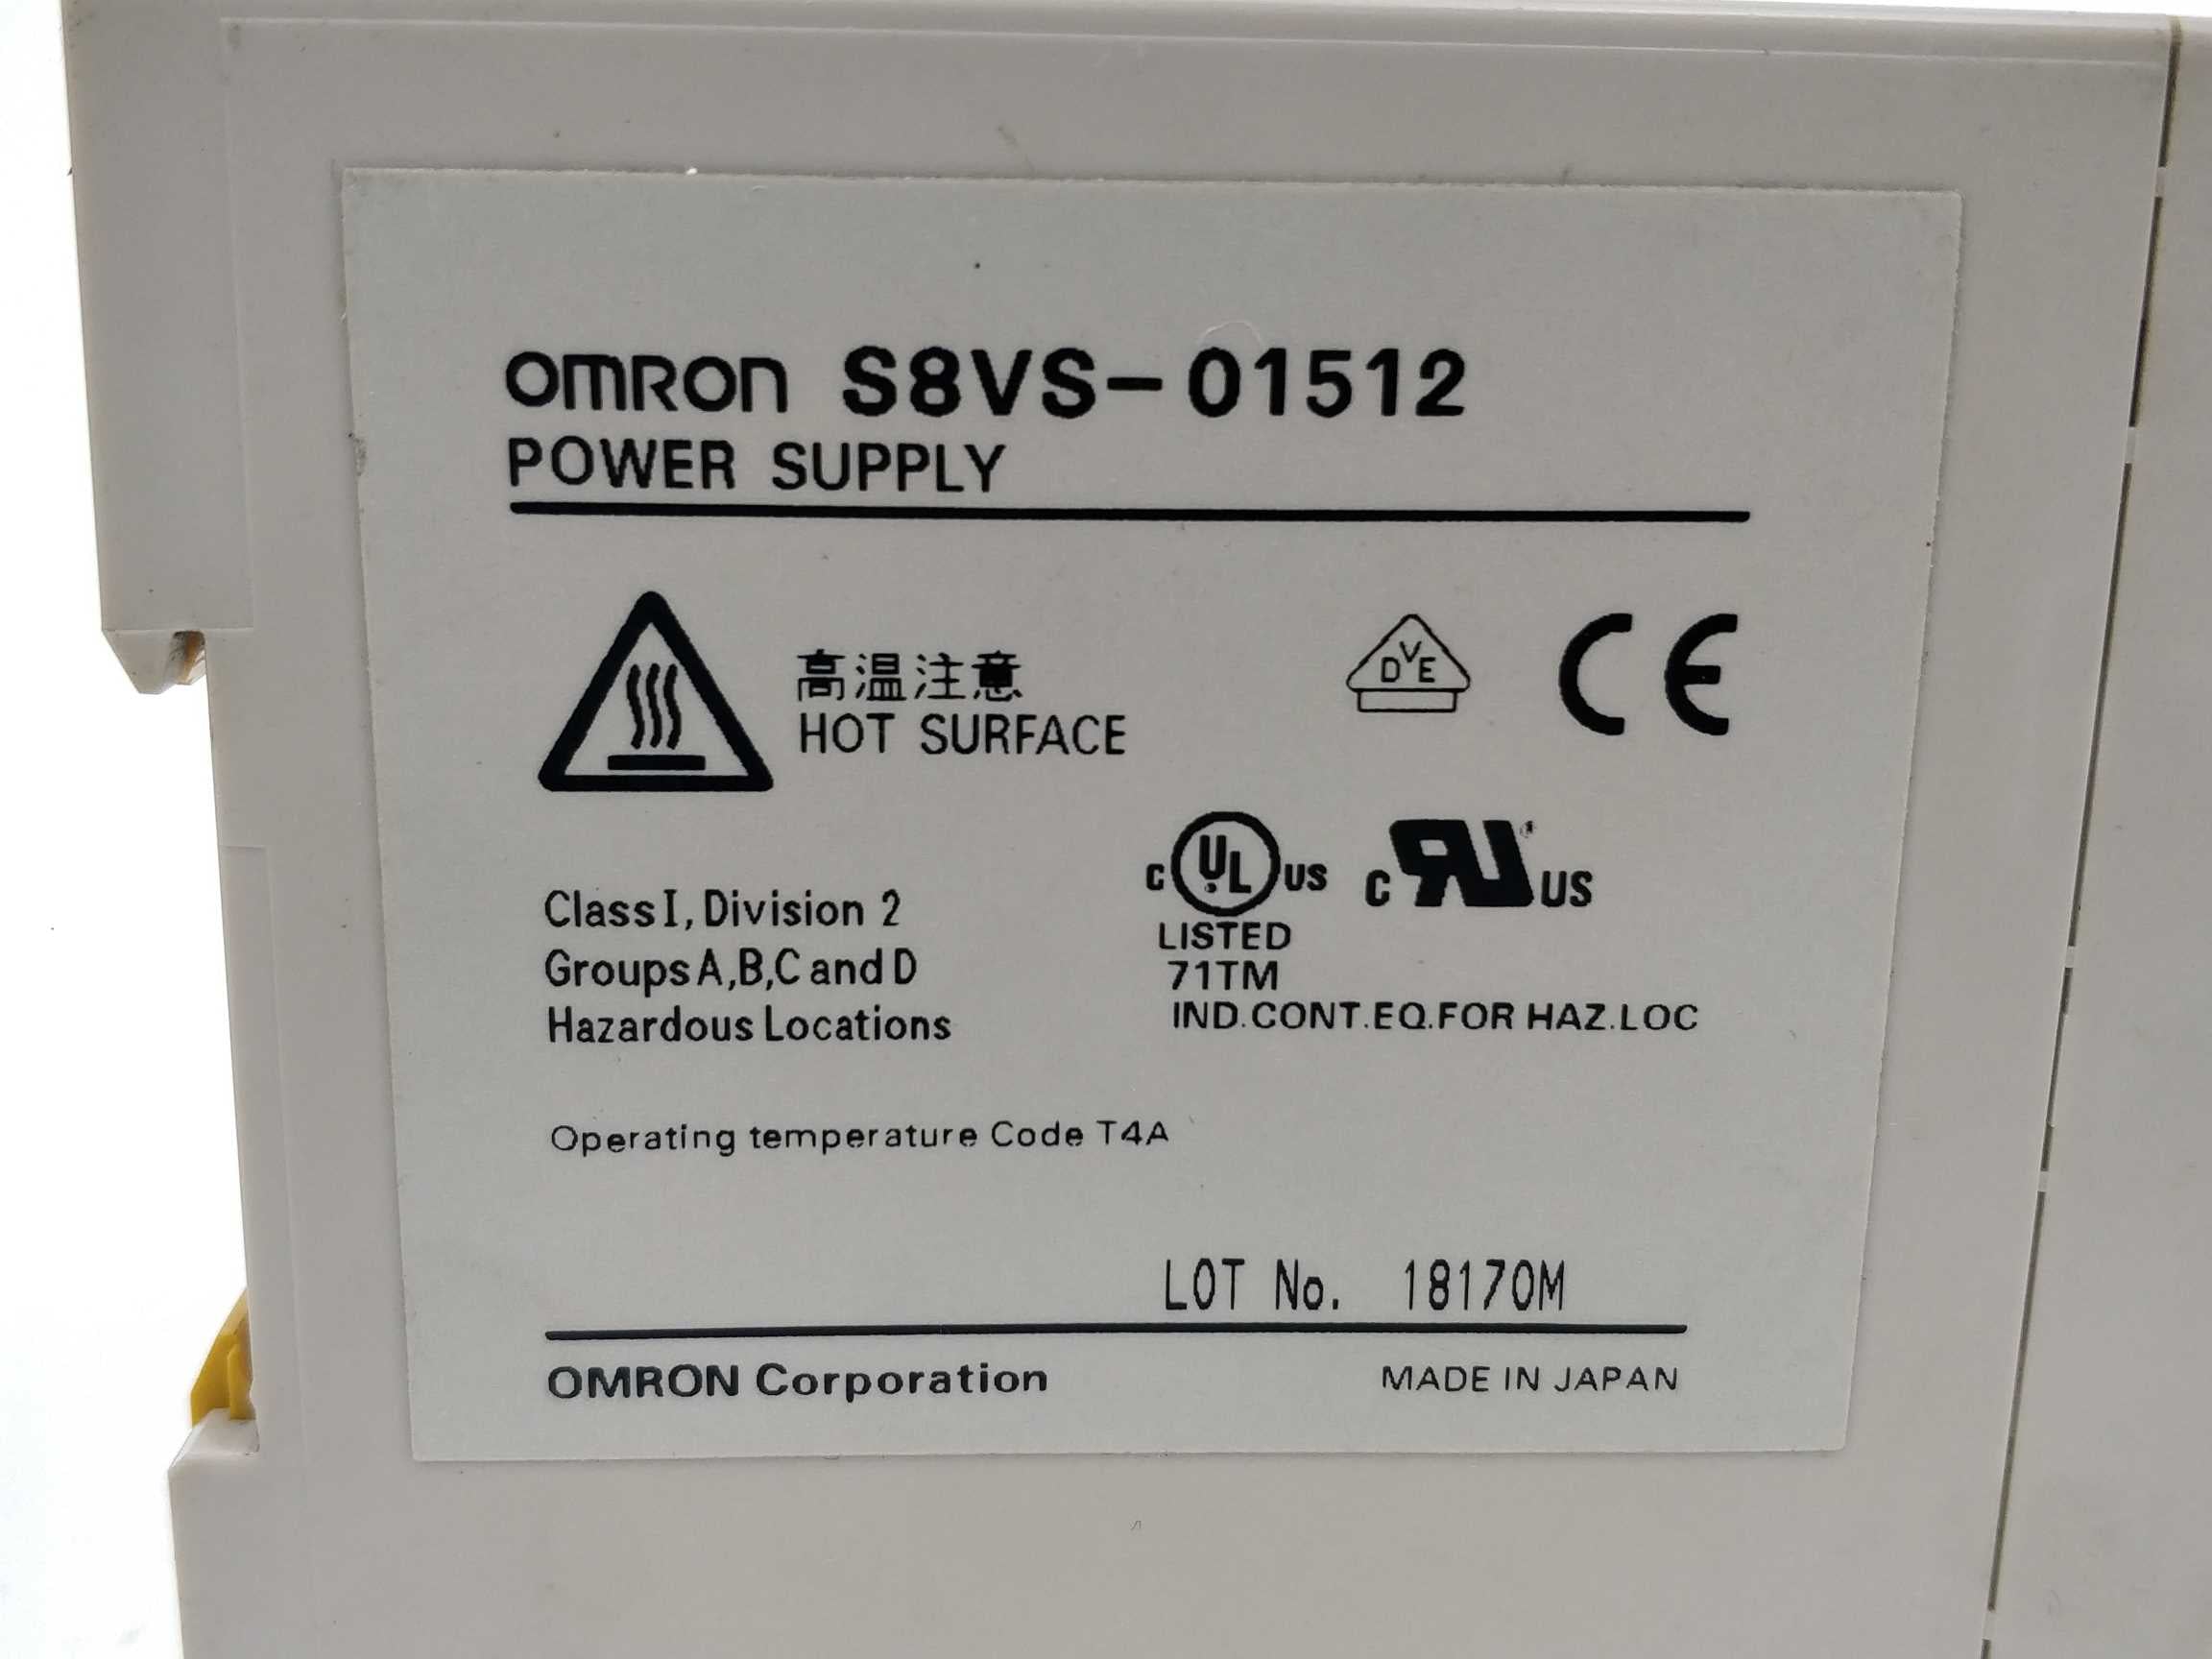 OMRON S8VS-01512
POWER SUPPLY
高温注意
HOT SURFACE
DVE
CE
Class I, Division 2
Groups A,B,C and D
Hazardous Locations
c UL us
c RU us
LISTED
71TM
IND.CONT.EQ.FOR HAZ.LOC
Operating temperature Code T4A
LOT No. 18170M
OMRON Corporation
MADE IN JAPAN